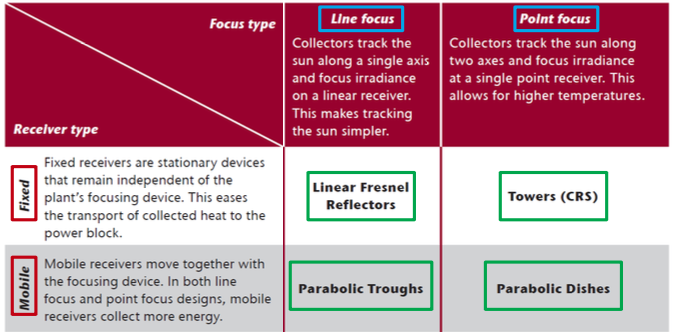 Focus type
Receiver type
Line focus
Collectors track the
sun along a single axis
and focus irradiance
on a linear receiver.
This makes tracking
the sun simpler.
Point focus
Collectors track the sun along
two axes and focus irradiance
at a single point receiver. This
allows for higher temperatures.
Fixed
Fixed receivers are stationary devices
that remain independent of the
plant's focusing device. This eases
the transport of collected heat to the
power block.
Linear Fresnel
Reflectors
Towers (CRS)
Mobile
Mobile receivers move together with
the focusing device. In both line
focus and point focus designs, mobile
receivers collect more energy.
Parabolic Troughs
Parabolic Dishes